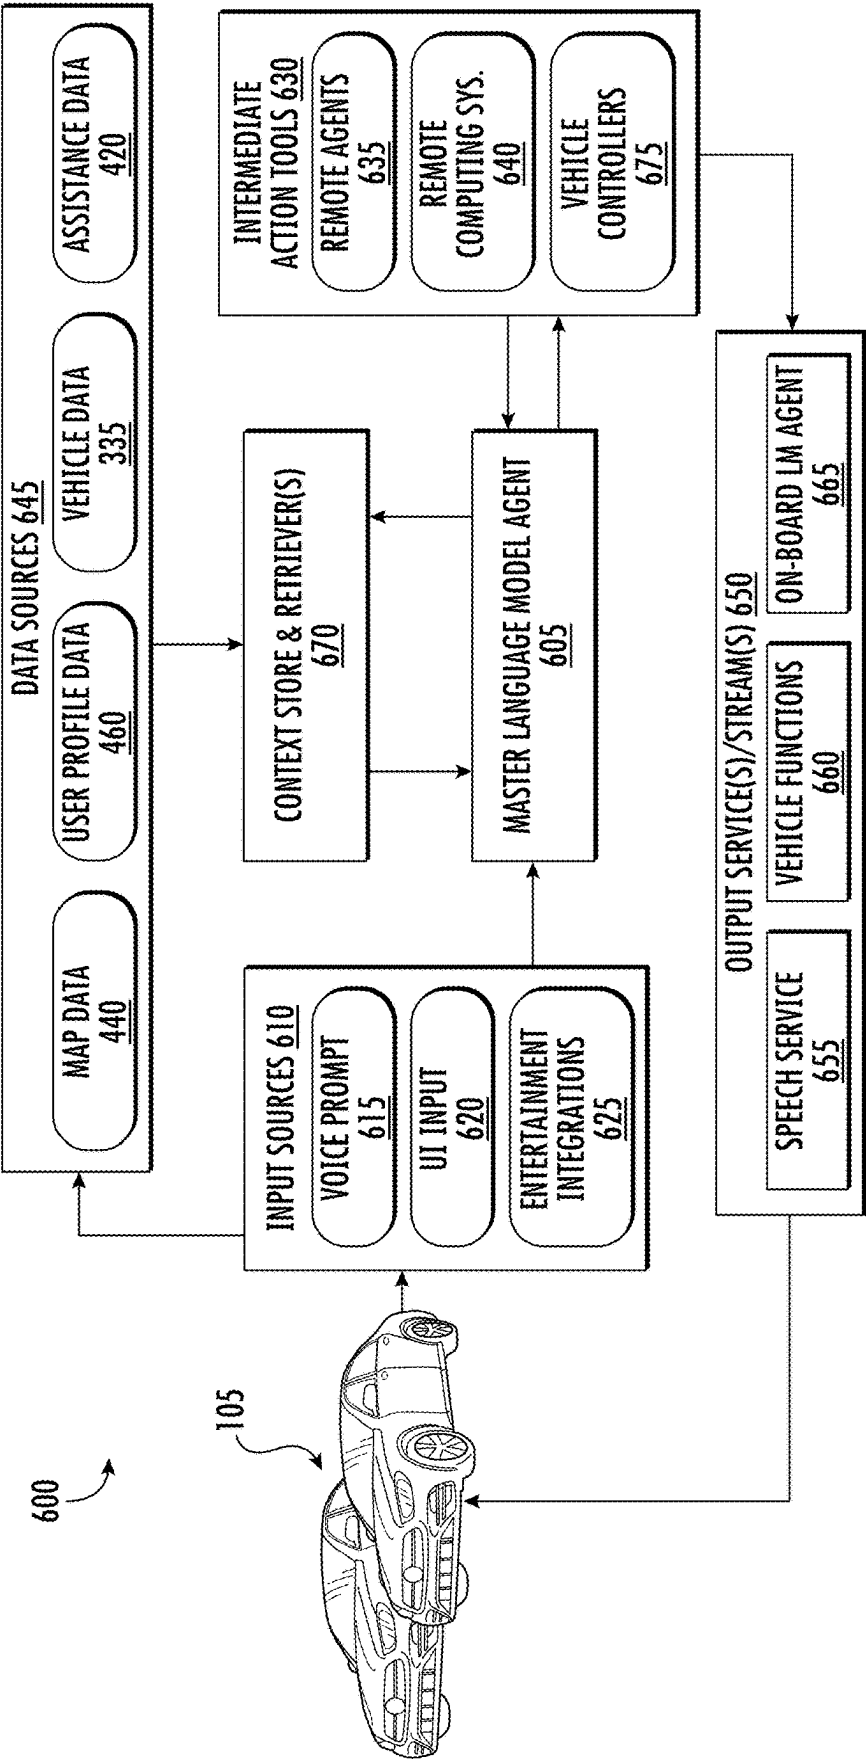 600
105
DATA SOURCES 645
MAP DATA
440
USER PROFILE DATA
460
VEHICLE DATA
335
ASSISTANCE DATA
420
INPUT SOURCES 610
VOICE PROMPT
615
UI INPUT
620
ENTERTAINMENT
INTEGRATIONS
625
CONTEXT STORE & RETRIEVER(S)
670
MASTER LANGUAGE MODEL AGENT
605
INTERMEDIATE
ACTION TOOLS 630
REMOTE AGENTS
635
REMOTE
COMPUTING SYS.
640
VEHICLE
CONTROLLERS
675
OUTPUT SERVICE(S)/STREAM(S) 650
SPEECH SERVICE
655
VEHICLE FUNCTIONS
660
ON-BOARD LM AGENT
665